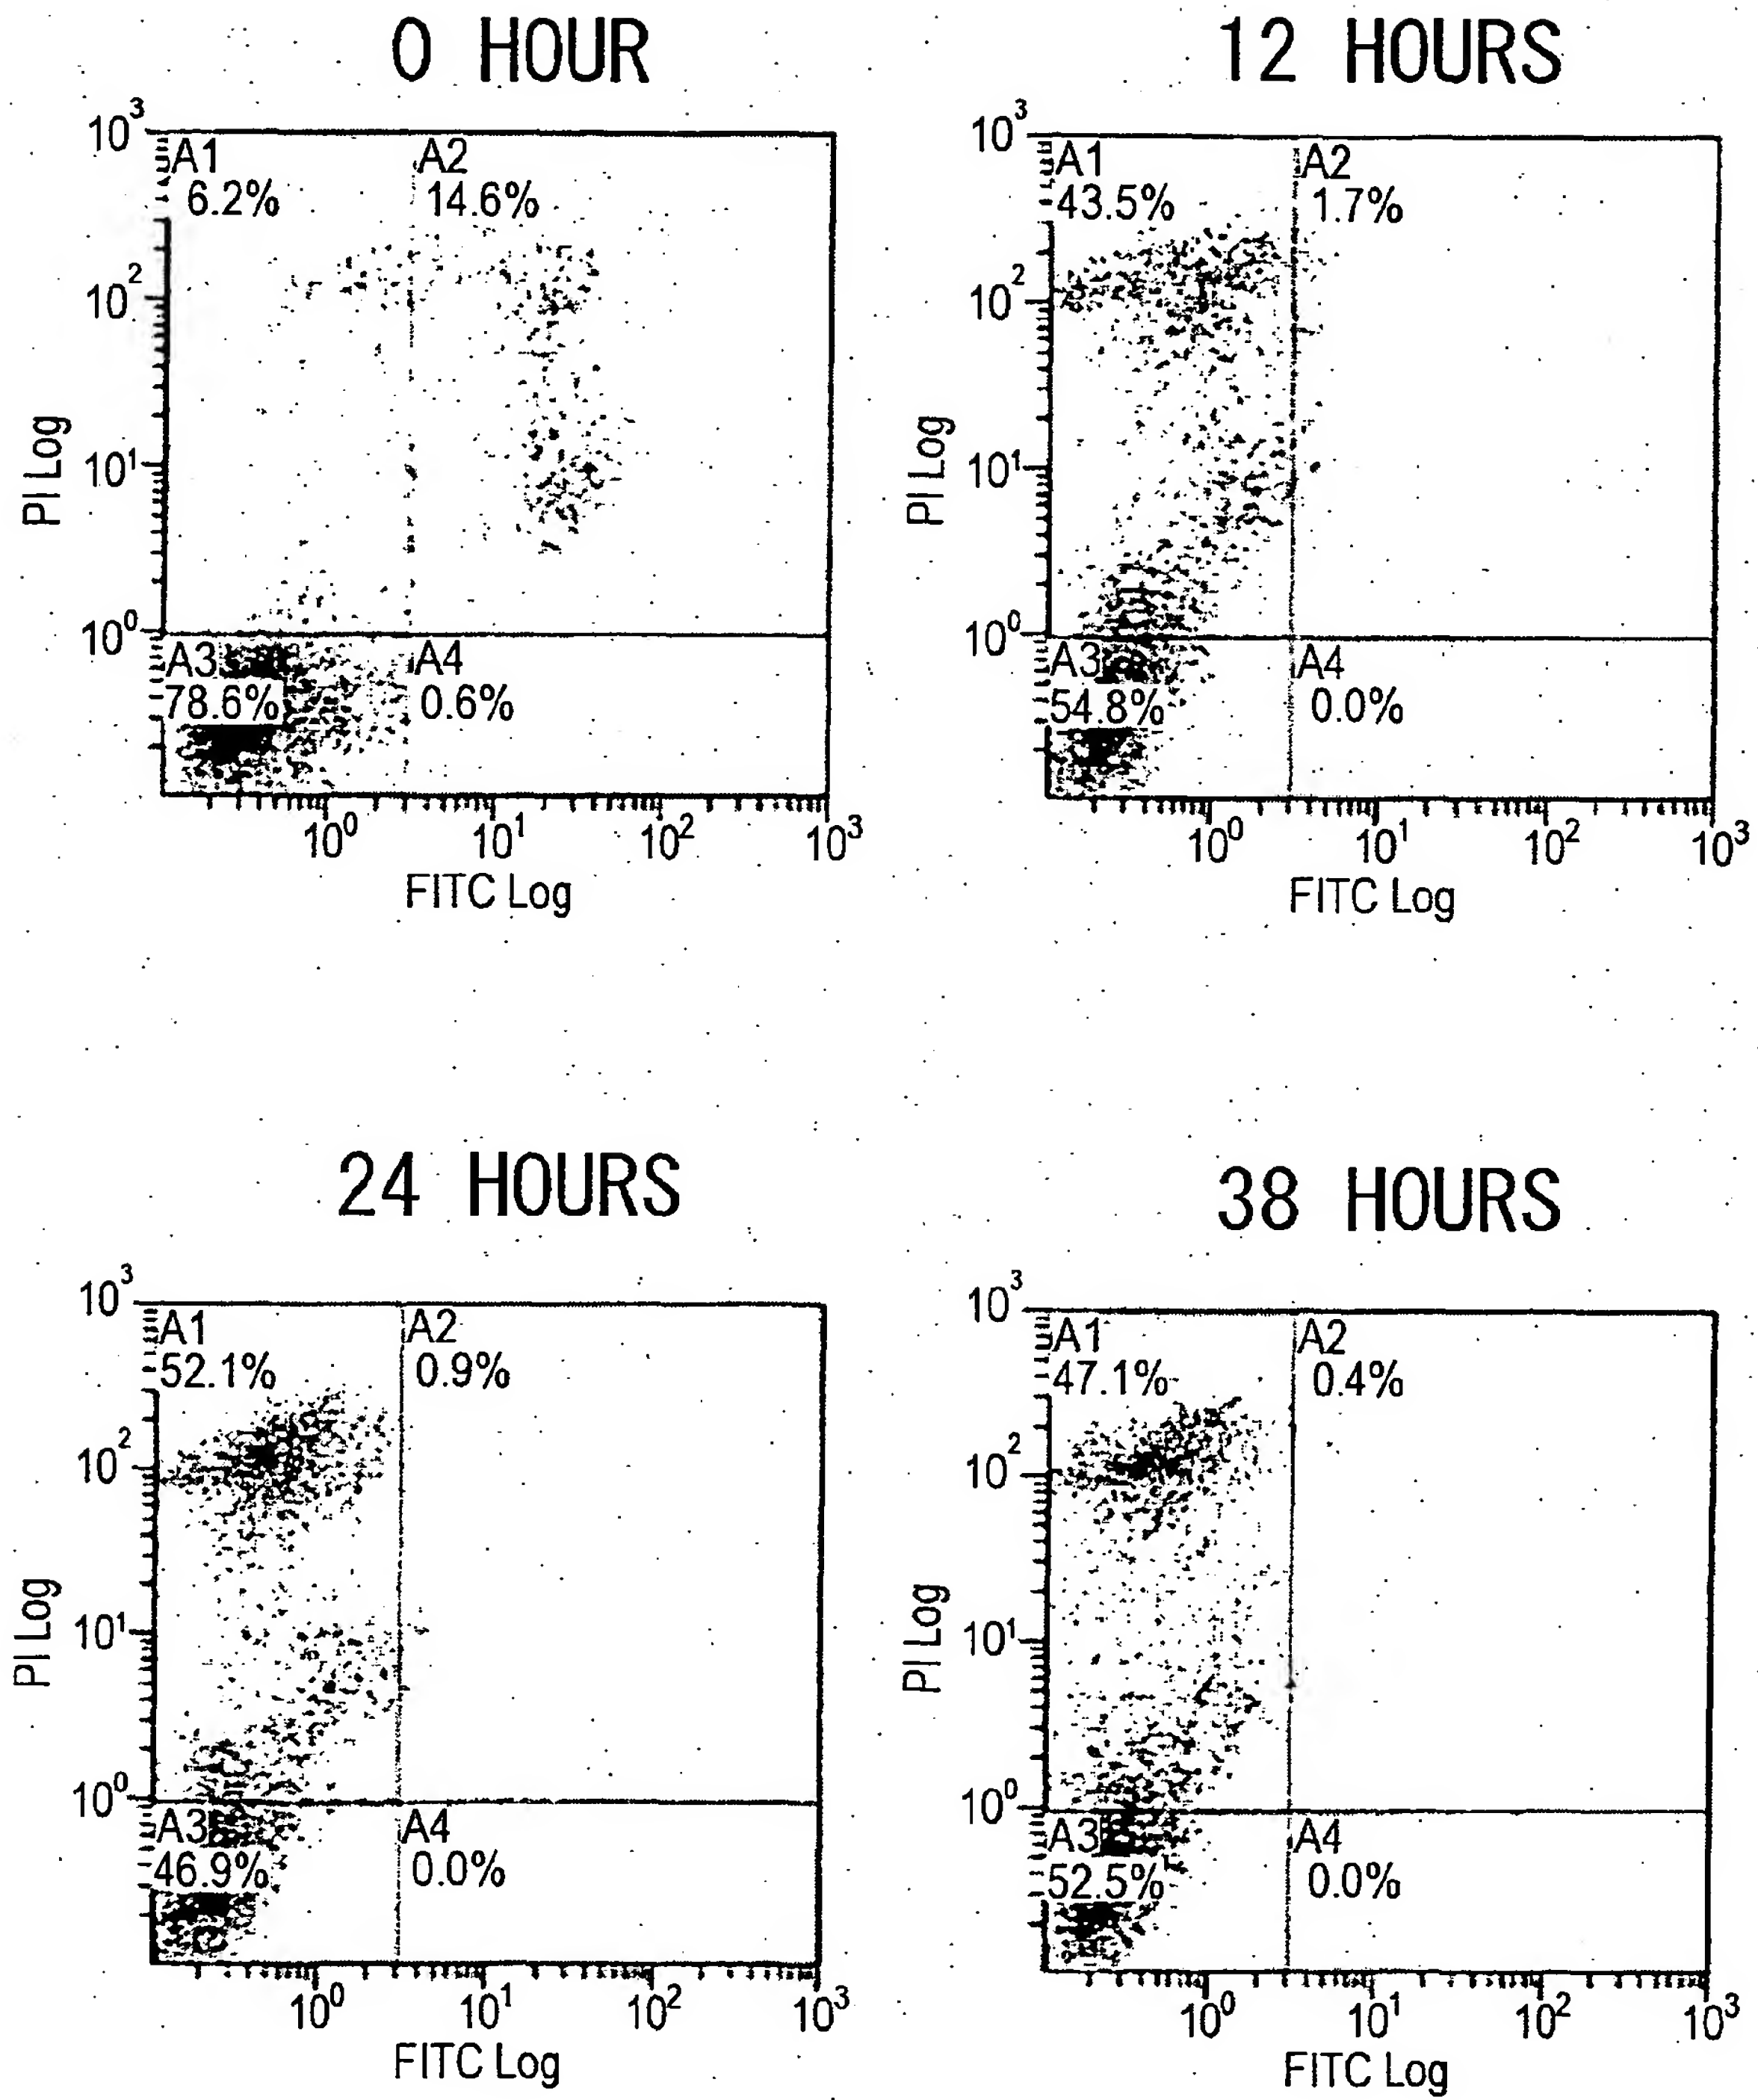 0 HOUR
10³
A1
6.2%
A2
14.6%
10²
10¹
10⁰
PI Log
A3
78.6%
A4
0.6%
10⁰ 10¹ 10² 10³
FITC Log
12 HOURS
10³
A1
43.5%
A2
1.7%
10²
10¹
10⁰
PI Log
A3
54.8%
A4
0.0%
10⁰ 10¹ 10² 10³
FITC Log
24 HOURS
10³
A1
52.1%
A2
0.9%
10²
10¹
10⁰
PI Log
A3
46.9%
A4
0.0%
10⁰ 10¹ 10² 10³
FITC Log
38 HOURS
10³
A1
47.1%
A2
0.4%
10²
10¹
10⁰
PI Log
A3
52.5%
A4
0.0%
10⁰ 10¹ 10² 10³
FITC Log